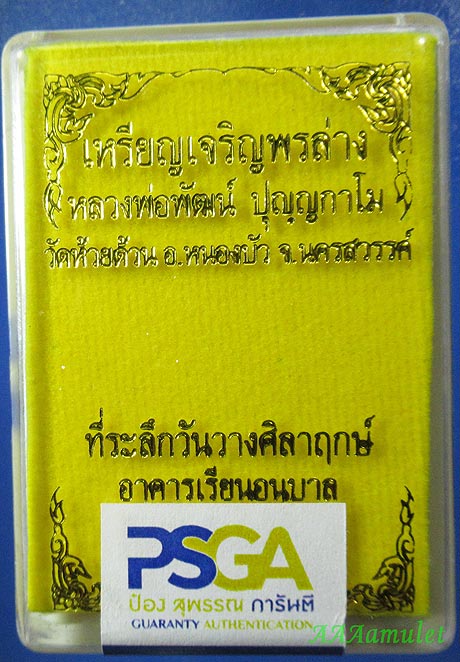 เหรียญเจริญพรล่าง
หลวงพ่อพัฒน์ ปุญญกาโม
วัดห้วยด้วน อ.หนองบัว จ.นครสวรรค์
ที่ระลึกวันวางศิลาฤกษ์
อาคารเรียนอนุบาล
PSGA
ป๋อง สุพรรณ การันตี
GUARANTY AUTHENTICATION
AAAamulet